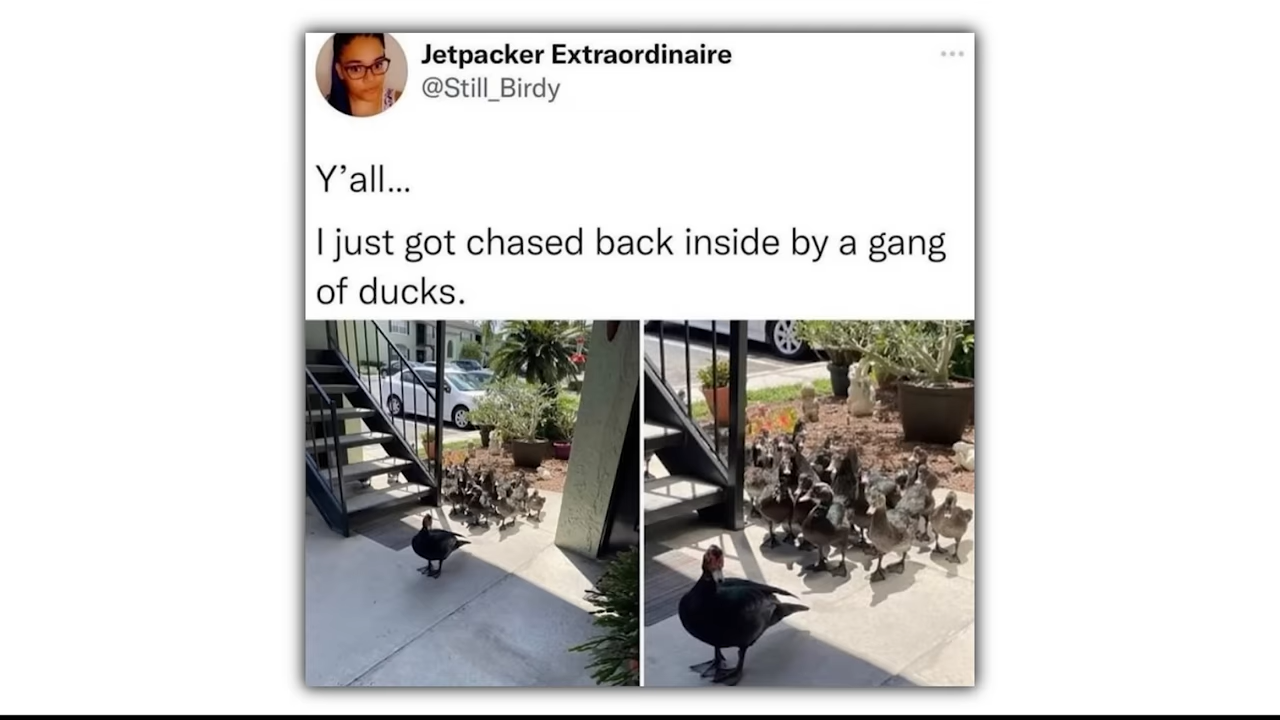 Jetpacker Extraordinaire
@Still_Birdy
Y’all...
I just got chased back inside by a gang
of ducks.